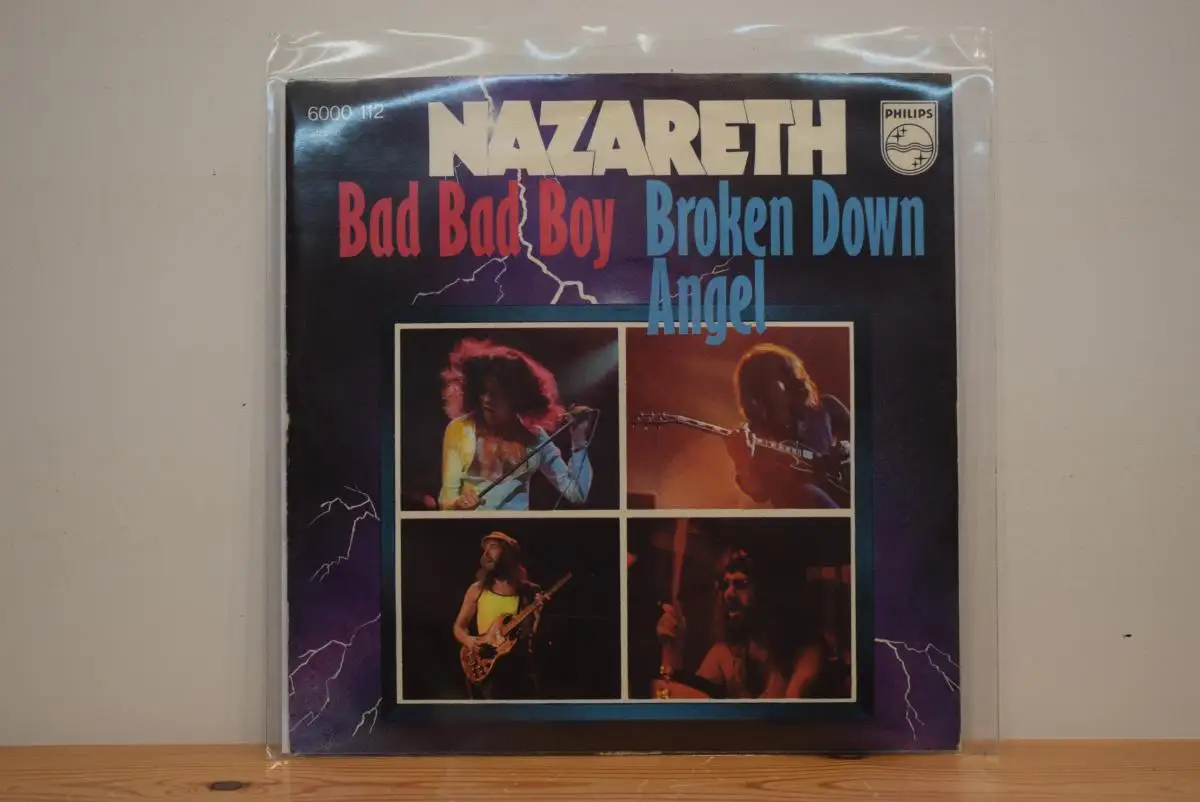 6000 112
NAZARETH
PHILIPS
Bad Bad Boy
Broken Down
Angel